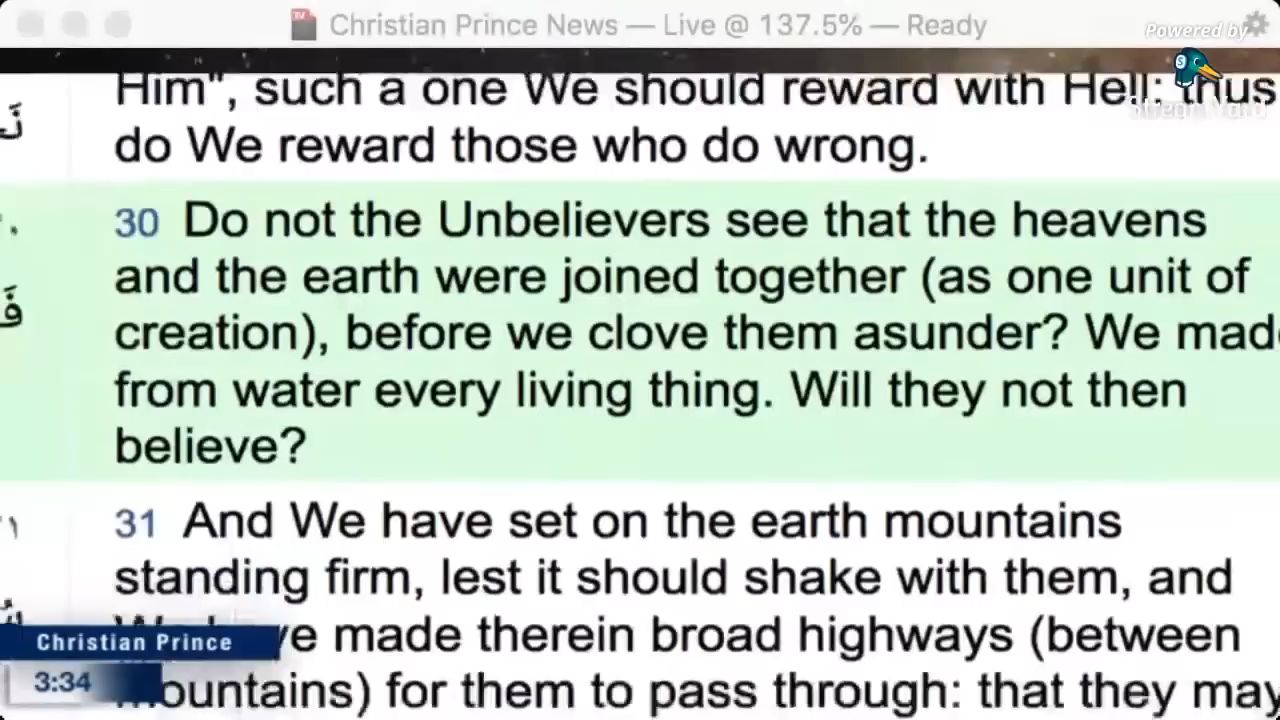 Christian Prince News — Live @ 137.5% — Ready
Powered by
StreamYard
Him", such a one We should reward with Hell: thus
do We reward those who do wrong.
30 Do not the Unbelievers see that the heavens
and the earth were joined together (as one unit of
creation), before we clove them asunder? We made
from water every living thing. Will they not then
believe?
31 And We have set on the earth mountains
standing firm, lest it should shake with them, and
We have made therein broad highways (between
mountains) for them to pass through: that they may
Christian Prince
3:34